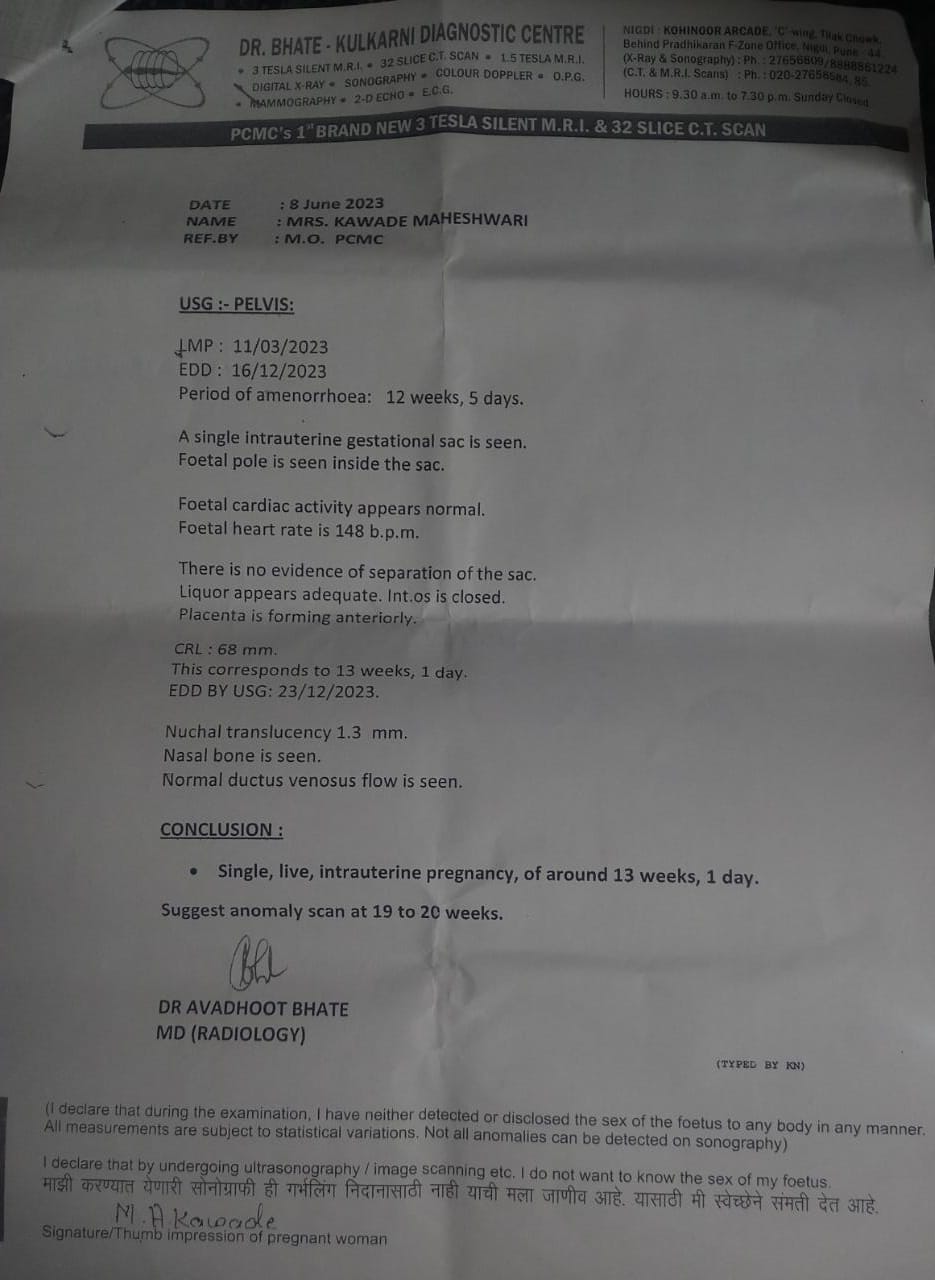 DR. BHATE - KULKARNI DIAGNOSTIC CENTRE
• 3 TESLA SILENT M.R.I. • 32 SLICE C.T. SCAN • 1.5 TESLA M.R.I.
DIGITAL X-RAY • SONOGRAPHY • COLOUR DOPPLER • O.P.G.
• MAMMOGRAPHY • 2-D ECHO • E.C.G.
NIGDI : KOHINOOR ARCADE, 'C' wing, Tilak Chowk,
Behind Pradhikaran F-Zone Office, Nigdi, Pune - 44.
(X-Ray & Sonography) : Ph. : 27656809/8888861224
(C.T. & M.R.I. Scans) : Ph. : 020-27656584, 85.
HOURS : 9.30 a.m. to 7.30 p.m. Sunday Closed
PCMC's 1st BRAND NEW 3 TESLA SILENT M.R.I. & 32 SLICE C.T. SCAN
DATE : 8 June 2023
NAME : MRS. KAWADE MAHESHWARI
REF.BY : M.O. PCMC
USG :- PELVIS:
LMP : 11/03/2023
EDD : 16/12/2023
Period of amenorrhoea: 12 weeks, 5 days.
A single intrauterine gestational sac is seen.
Foetal pole is seen inside the sac.
Foetal cardiac activity appears normal.
Foetal heart rate is 148 b.p.m.
There is no evidence of separation of the sac.
Liquor appears adequate. Int.os is closed.
Placenta is forming anteriorly.
CRL : 68 mm.
This corresponds to 13 weeks, 1 day.
EDD BY USG: 23/12/2023.
Nuchal translucency 1.3 mm.
Nasal bone is seen.
Normal ductus venosus flow is seen.
CONCLUSION :
• Single, live, intrauterine pregnancy, of around 13 weeks, 1 day.
Suggest anomaly scan at 19 to 20 weeks.
DR AVADHOOT BHATE
MD (RADIOLOGY)
(TYPED BY KN)
(I declare that during the examination, I have neither detected or disclosed the sex of the foetus to any body in any manner.
All measurements are subject to statistical variations. Not all anomalies can be detected on sonography)
I declare that by undergoing ultrasonography / image scanning etc. I do not want to know the sex of my foetus.
माझी करण्यात येणारी सोनोग्राफी ही गर्भलिंग निदानासाठी नाही याची मला जाणीव आहे. यासाठी मी स्वेच्छेने संमती देत आहे.
M. A Kawade
Signature/Thumb impression of pregnant woman